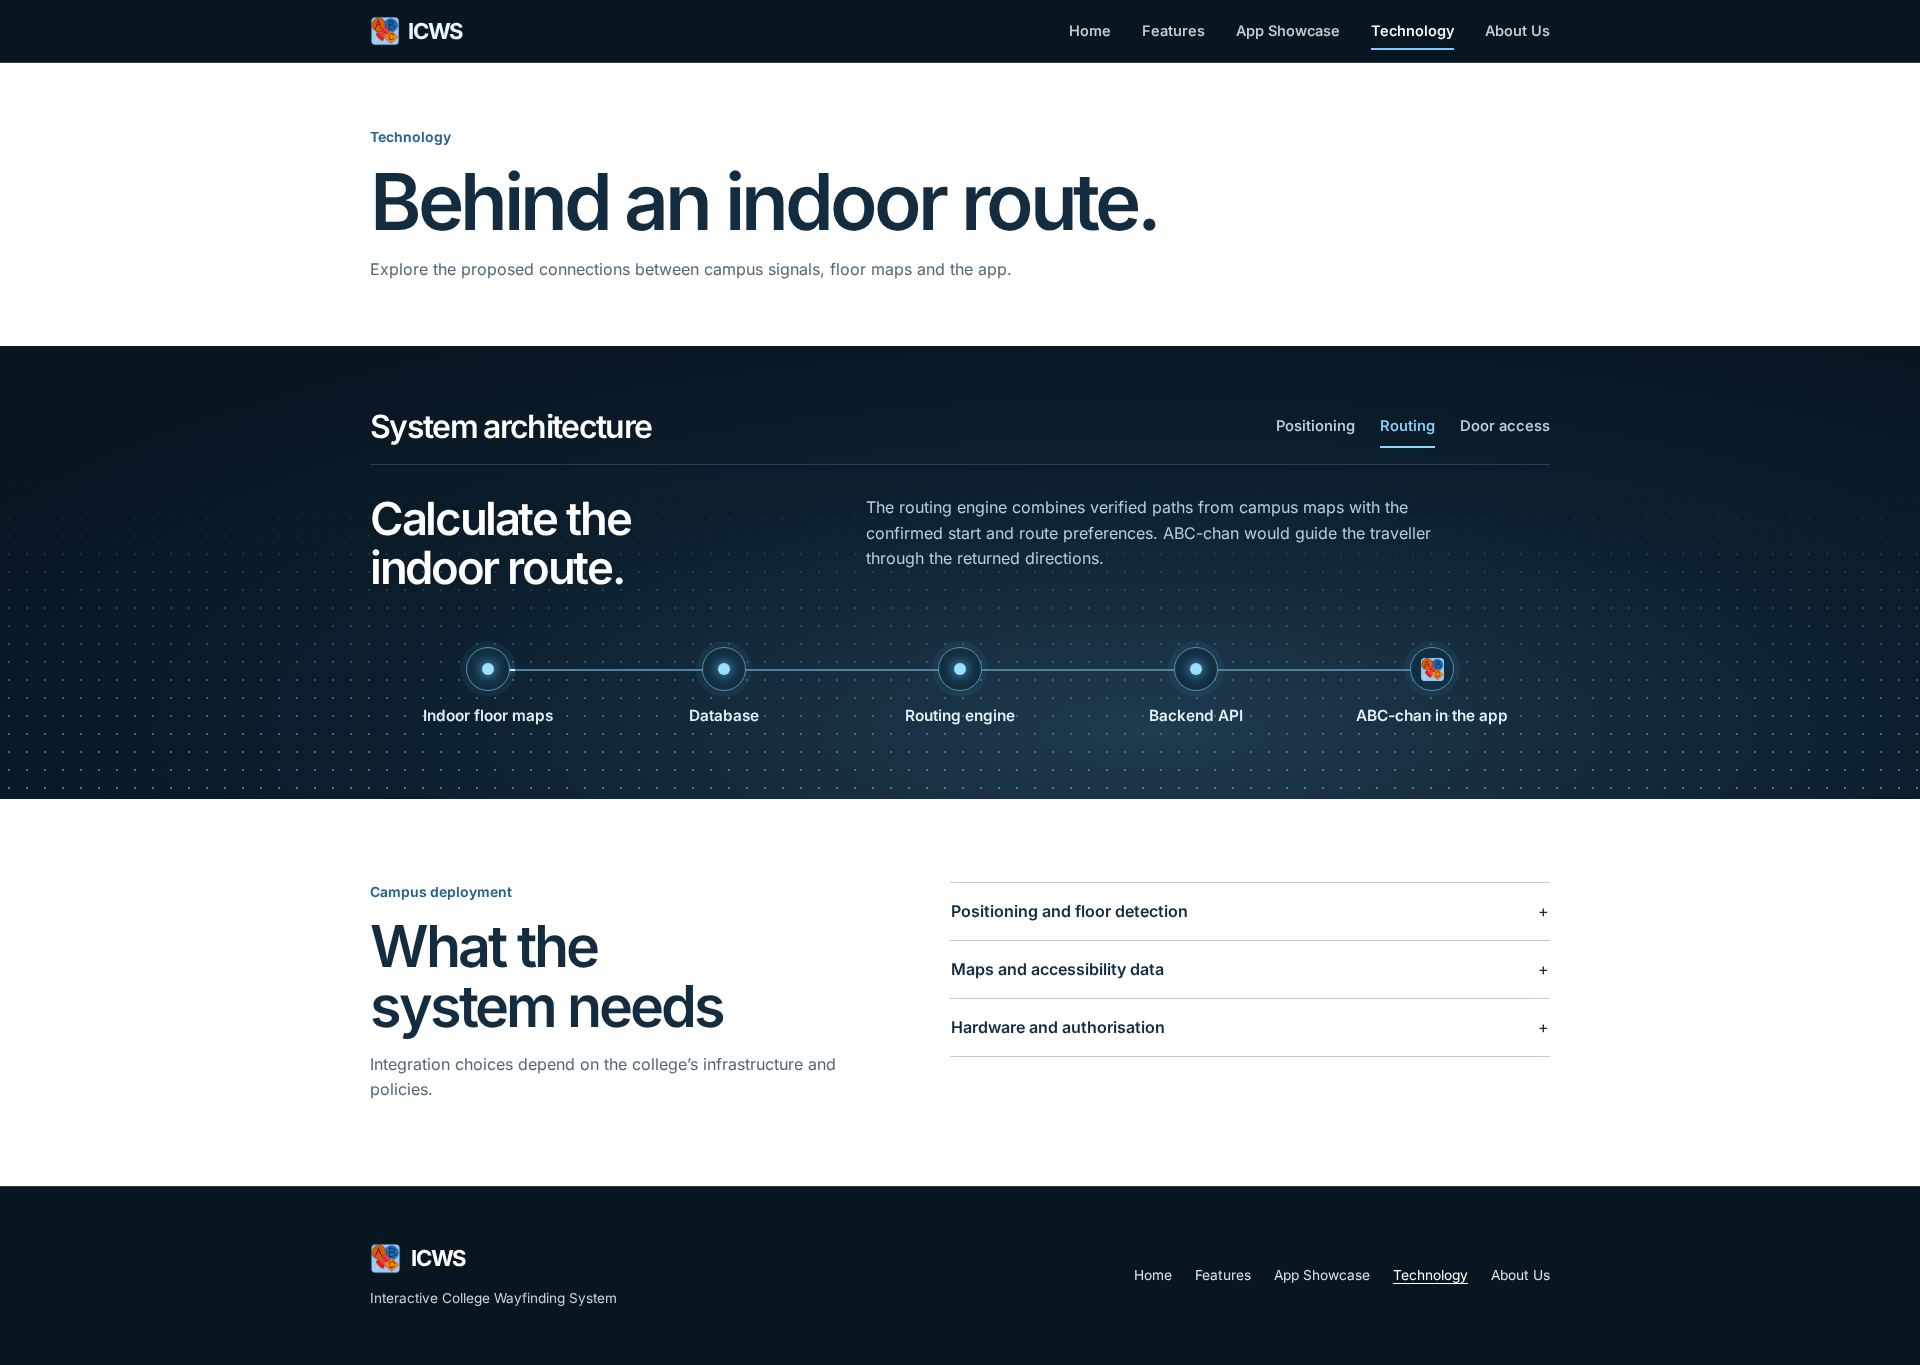 ICWS
Home Features App Showcase Technology About Us
Technology
Behind an indoor route.
Explore the proposed connections between campus signals, floor maps and the app.
System architecture
Positioning Routing Door access
Calculate the
indoor route.
The routing engine combines verified paths from campus maps with the
confirmed start and route preferences. ABC-chan would guide the traveller
through the returned directions.
Indoor floor maps Database Routing engine Backend API ABC-chan in the app
Campus deployment
What the
system needs
Integration choices depend on the college’s infrastructure and
policies.
Positioning and floor detection +
Maps and accessibility data +
Hardware and authorisation +
ICWS
Interactive College Wayfinding System
Home Features App Showcase Technology About Us